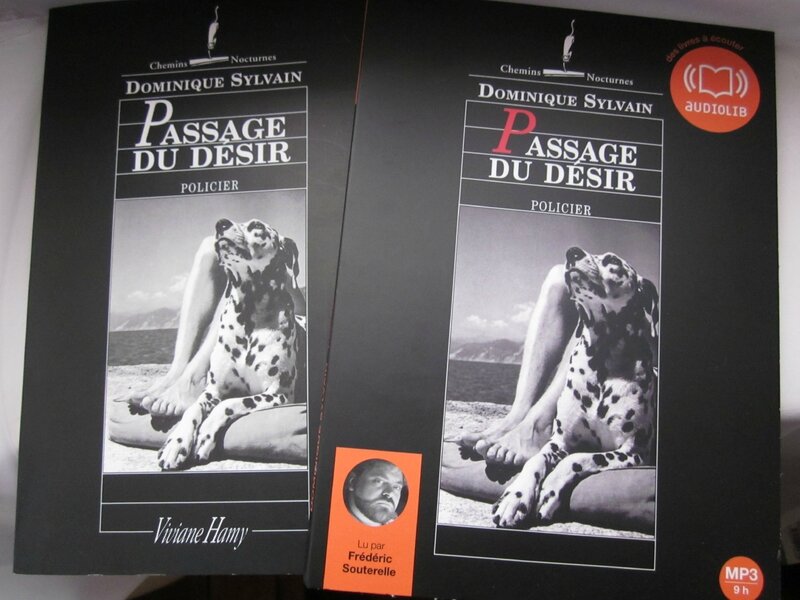 Chemins Nocturnes
DOMINIQUE SYLVAIN
PASSAGE
DU DÉSIR
POLICIER
Viviane Hamy
Chemins Nocturnes
DOMINIQUE SYLVAIN
PASSAGE
DU DÉSIR
POLICIER
des livres à écouter
AUDIOLIB
Lu par
Frédéric
Souterelle
MP3
9 h